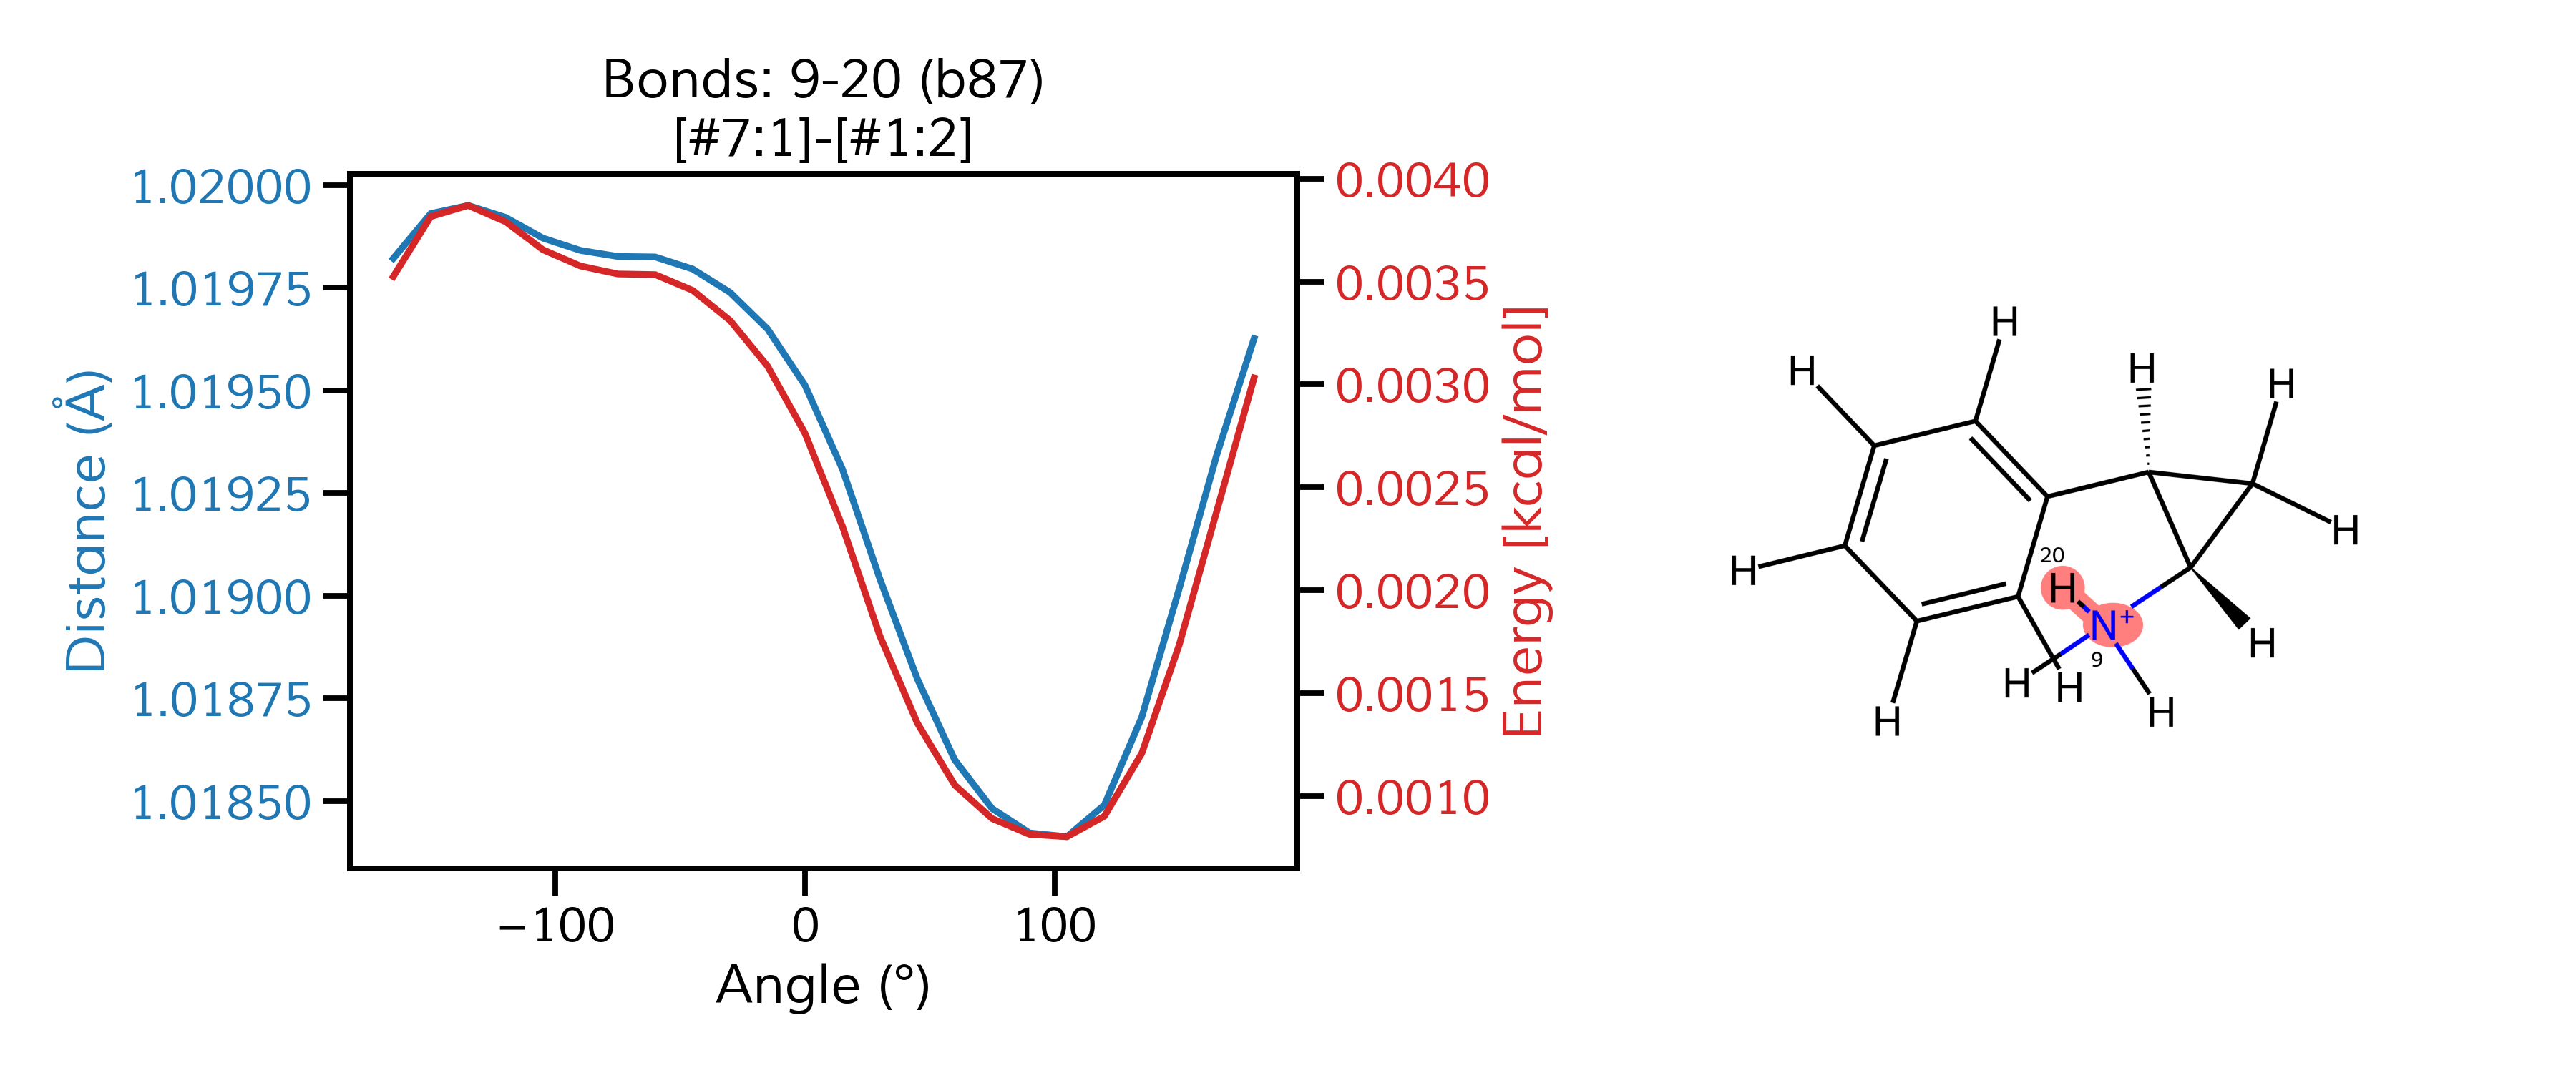 Bonds: 9-20 (b87)
[#7:1]-[#1:2]
Distance (Å)
1.02000
1.01975
1.01950
1.01925
1.01900
1.01875
1.01850
0.0040
0.0035
0.0030
0.0025
0.0020
0.0015
0.0010
Energy [kcal/mol]
−100 0 100
Angle (°)
H
H
H
H
H
H
20
H
N+
9
H
H
H
H
H